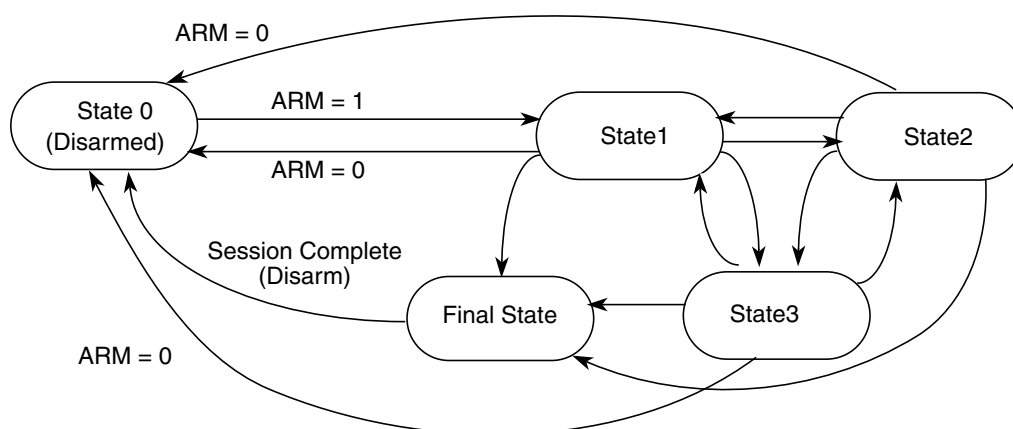 ARM = 0
State 0
(Disarmed)
ARM = 1
State1
State2
ARM = 0
Session Complete
(Disarm)
Final State
State3
ARM = 0